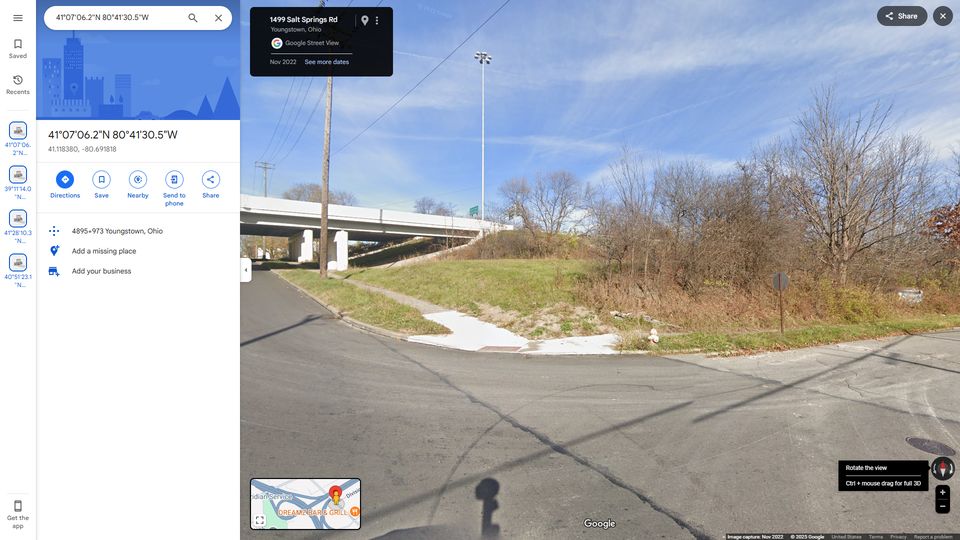 41°07'06.2"N 80°41'30.5"W
Saved
Recents
41°07'06.
2"N...
39°11'14.0
"N...
41°28'10.3
"N...
40°51'23.1
"N...
Get the
app
41°07'06.2"N 80°41'30.5"W
41.118380, -80.691818
Directions
Save
Nearby
Send to
phone
Share
4895+973 Youngstown, Ohio
Add a missing place
Add your business
1499 Salt Springs Rd
Youngstown, Ohio
Google Street View
Nov 2022 See more dates
Share
ridian Service
Division
DREAMZ BAR & GRILL
Google
Rotate the view
Ctrl + mouse drag for full 3D
Image capture: Nov 2022 © 2025 Google United States Terms Privacy Report a problem